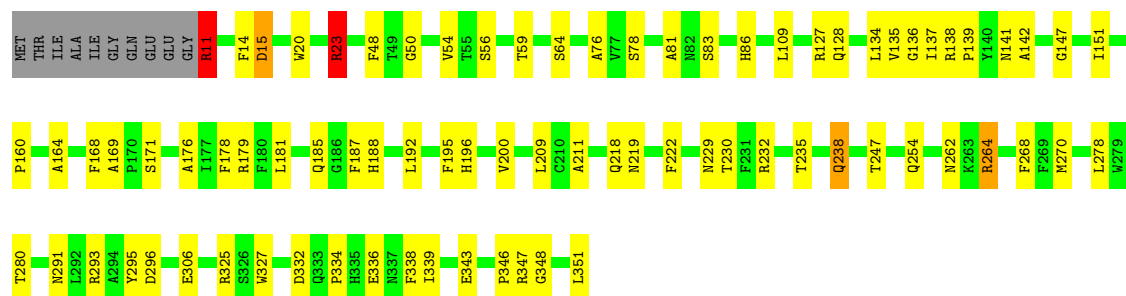 MET THR ILE ALA ILE GLY GLN GLU GLU GLY R11 F14 D15 W20 R23 F48 T49 G50 V54 T55 S56 T59 S64 A76 V77 S78 A81 N82 S83 H86 L109 R127 Q128 L134 V135 G136 I137 R138 P139 Y140 N141 A142 G147 I151
P160 A164 F168 A169 P170 S171 A176 I177 F178 R179 F180 L181 Q185 G186 F187 H188 L192 F195 H196 V200 L209 C210 A211 Q218 N219 F222 N229 T230 F231 R232 T235 Q238 T247 Q254 N262 K263 R264 F268 F269 M270 L278 W279
T280 N291 L292 R293 A294 Y295 D296 E306 R325 S326 W327 D332 Q333 P334 H335 E336 N337 F338 I339 E343 P346 R347 G348 L351